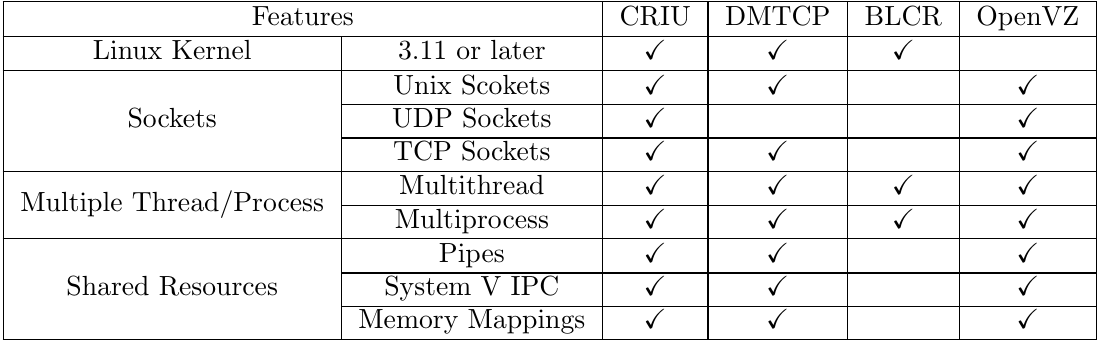 Features CRIU DMTCP BLCR OpenVZ
Linux Kernel 3.11 or later ✓ ✓ ✓
Sockets Unix Scokets ✓ ✓ ✓
UDP Sockets ✓ ✓
TCP Sockets ✓ ✓ ✓
Multiple Thread/Process Multithread ✓ ✓ ✓ ✓
Multiprocess ✓ ✓ ✓ ✓
Shared Resources Pipes ✓ ✓ ✓
System V IPC ✓ ✓ ✓
Memory Mappings ✓ ✓ ✓